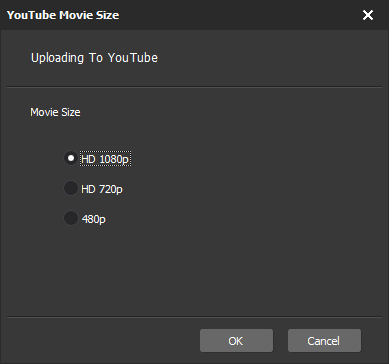 YouTube Movie Size
Uploading To YouTube
Movie Size
HD 1080p
HD 720p
480p
OK Cancel